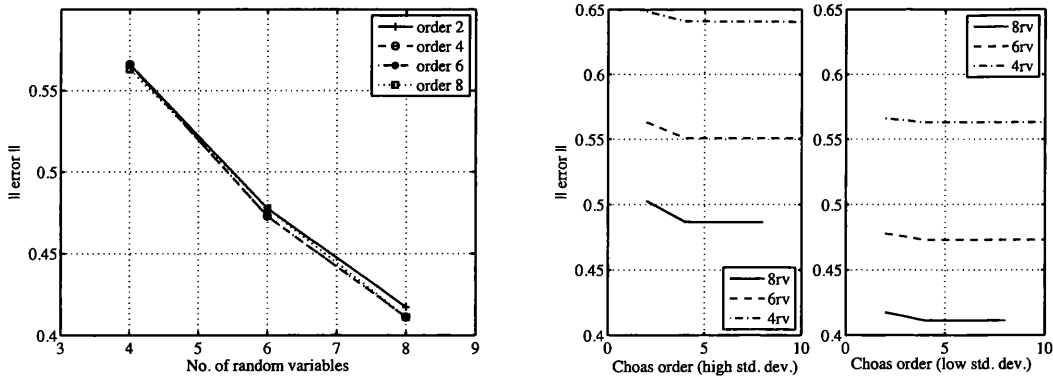 order 2
order 4
order 6
order 8
0.55
0.5
0.45
0.4
|| error ||
3 4 5 6 7 8 9
No. of random variables
0.65
0.6
0.55
0.5
0.45
0.4
|| error ||
8rv
6rv
4rv
0 5 10
Choas order (high std. dev.)
0.65
0.6
0.55
0.5
0.45
0.4
8rv
6rv
4rv
0 5 10
Choas order (low std. dev.)